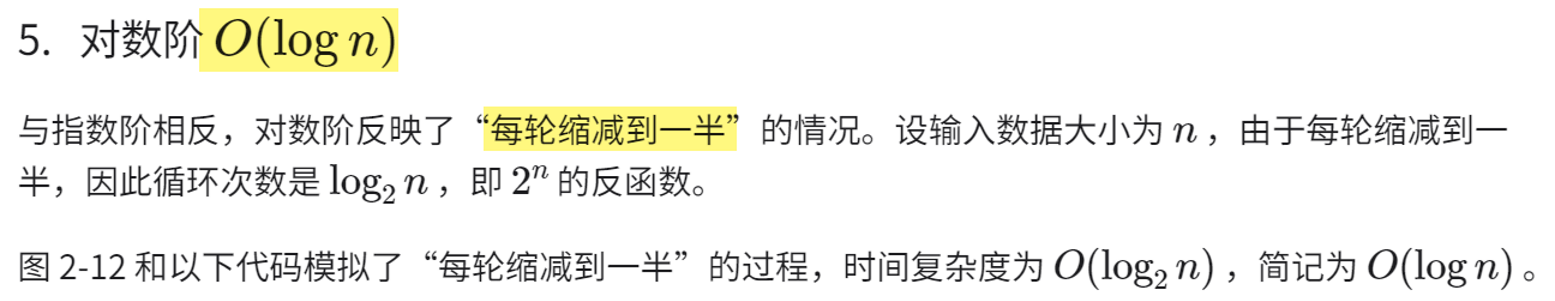 5. 对数阶 O(log n)
与指数阶相反，对数阶反映了“每轮缩减到一半”的情况。设输入数据大小为 n，由于每轮缩减到一
半，因此循环次数是 log₂ n，即 2ⁿ 的反函数。
图 2-12 和以下代码模拟了“每轮缩减到一半”的过程，时间复杂度为 O(log₂ n)，简记为 O(log n)。